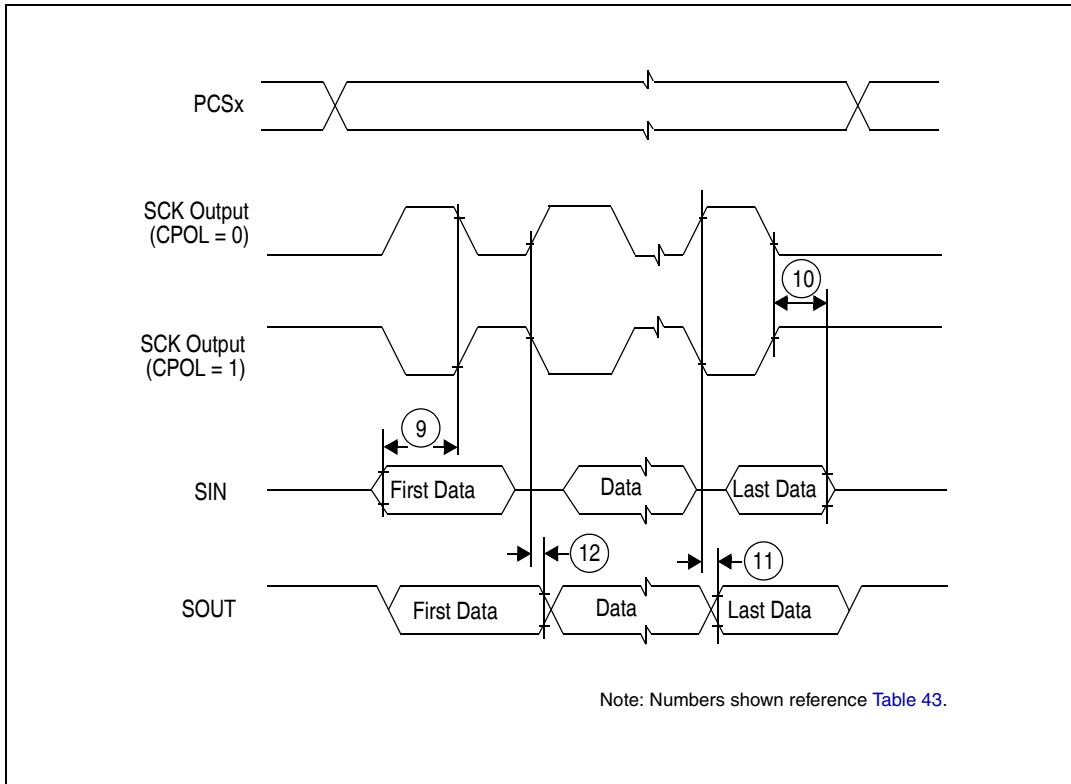 PCSx
SCK Output
(CPOL = 0)
10
SCK Output
(CPOL = 1)
9
SIN
First Data
Data
Last Data
12
11
SOUT
First Data
Data
Last Data
Note: Numbers shown reference Table 43.